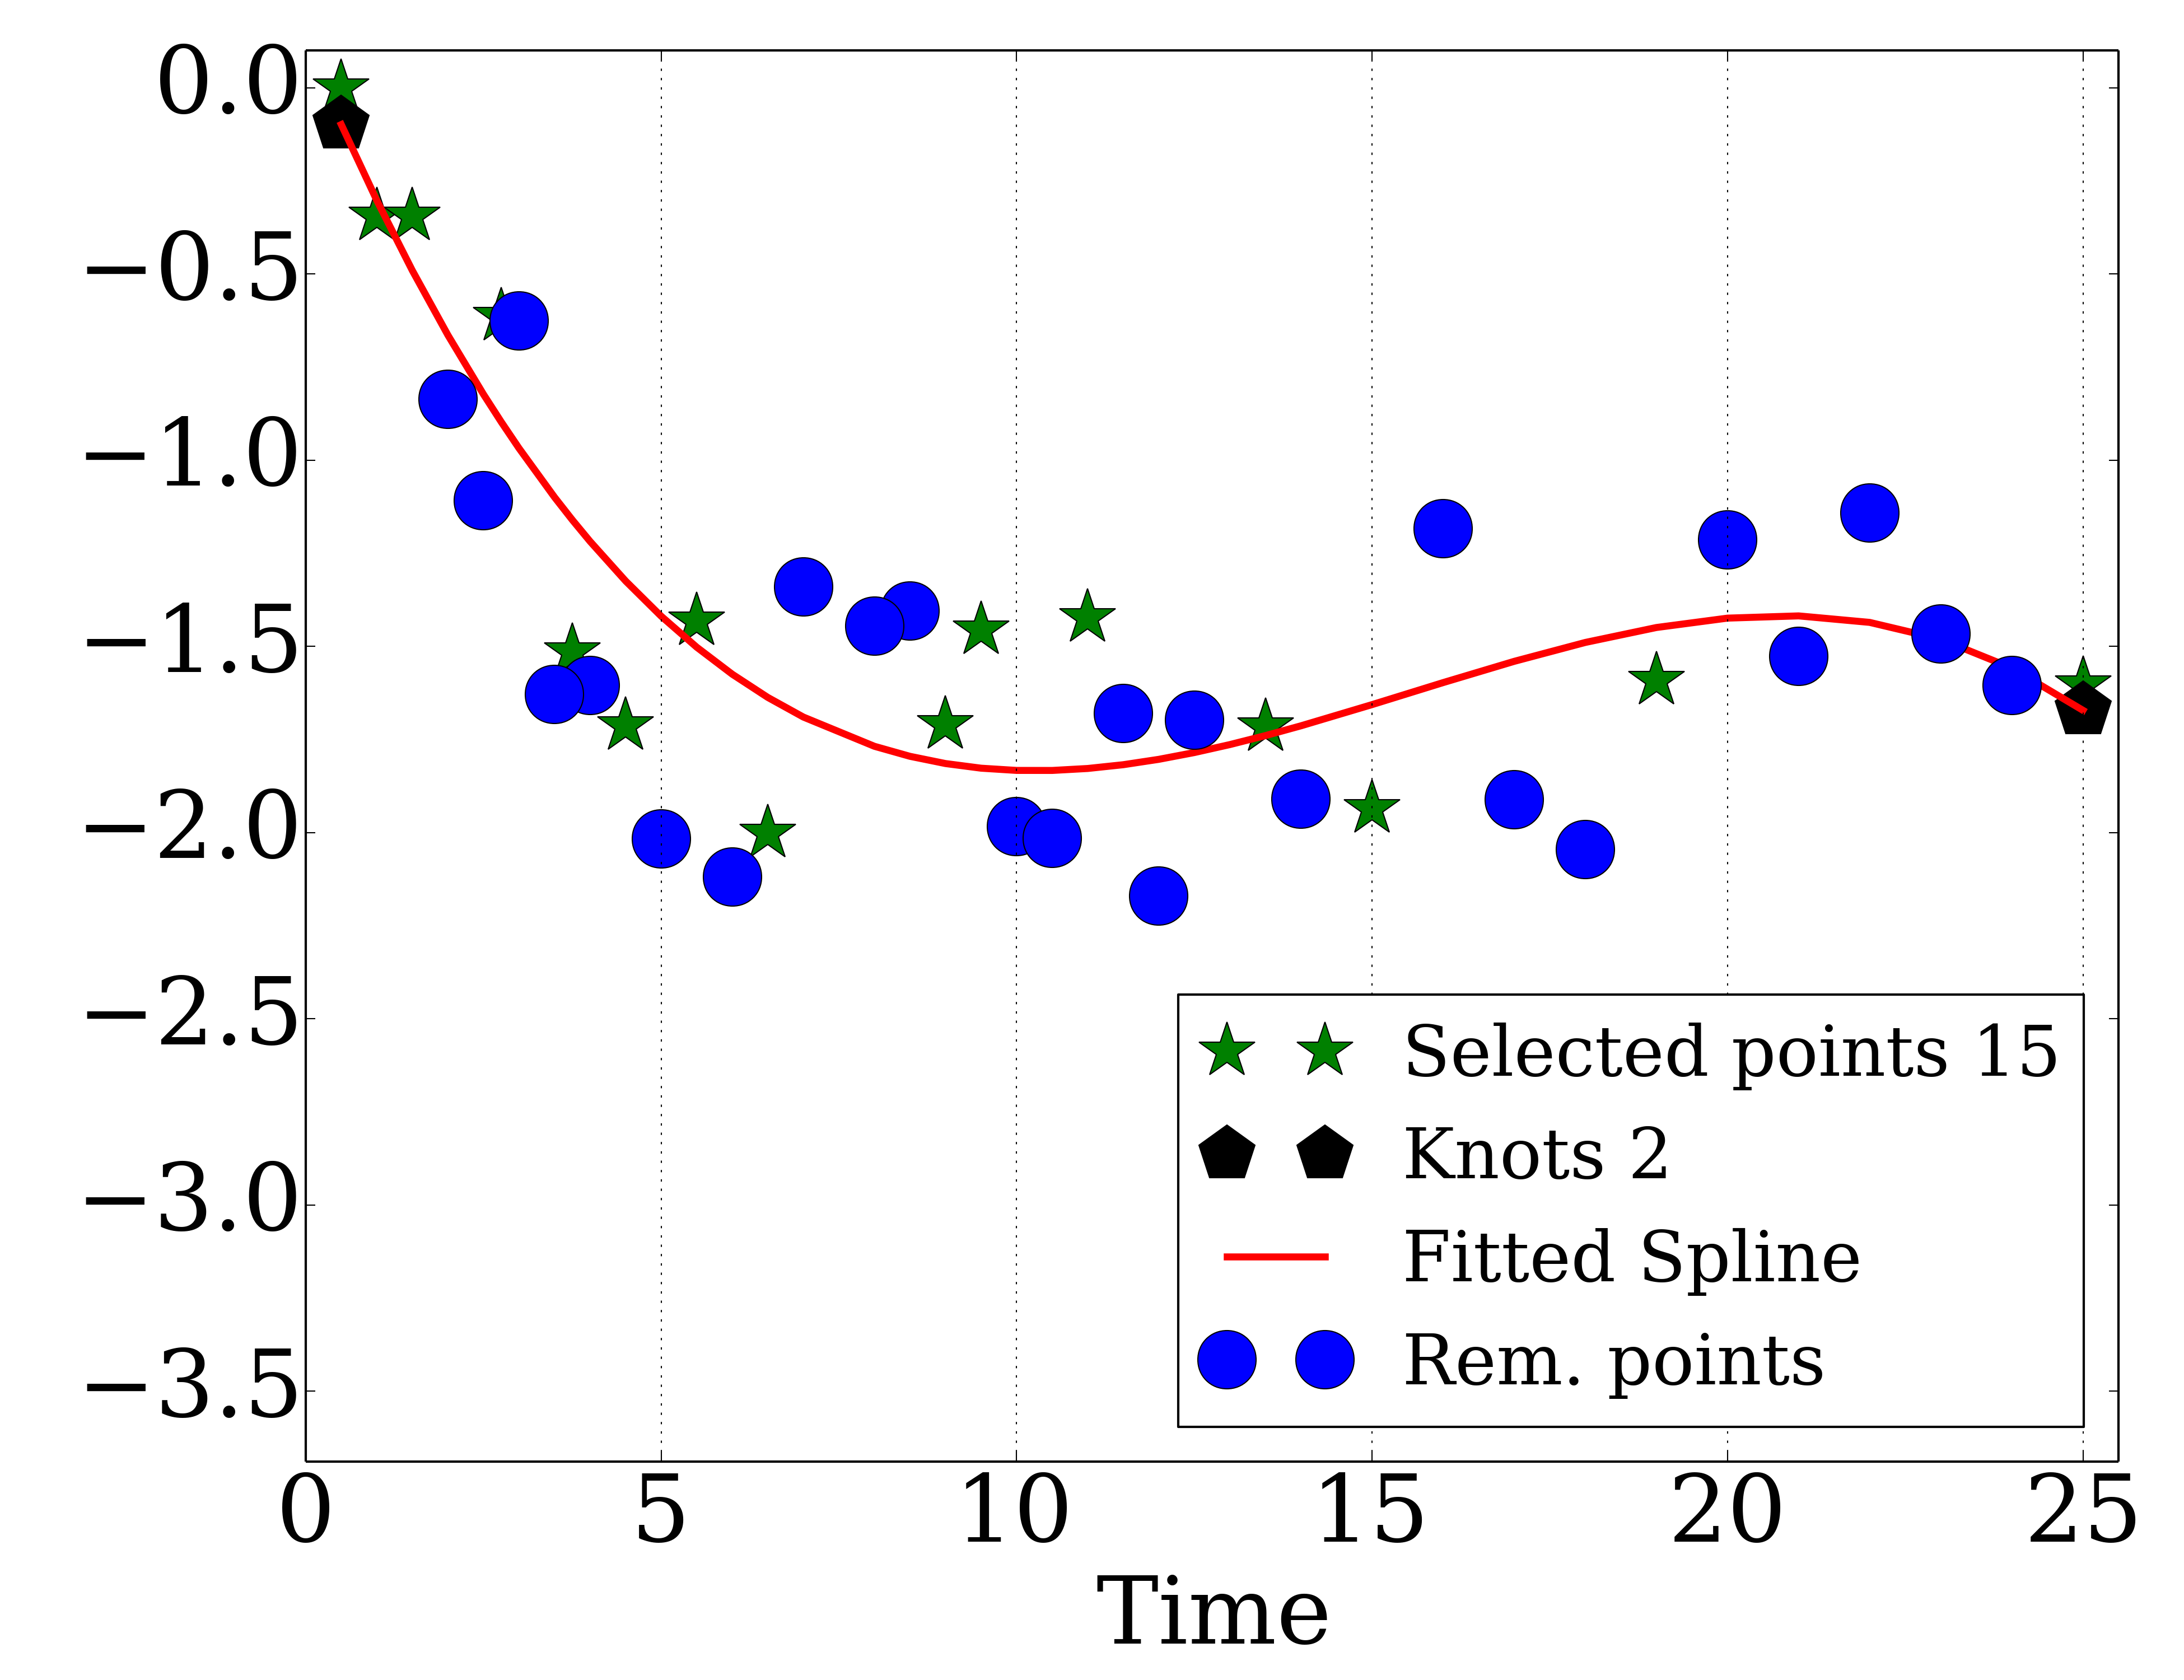 0.0
−0.5
−1.0
−1.5
−2.0
−2.5
−3.0
−3.5
0 5 10 15 20 25
Time
Selected points 15
Knots 2
Fitted Spline
Rem. points